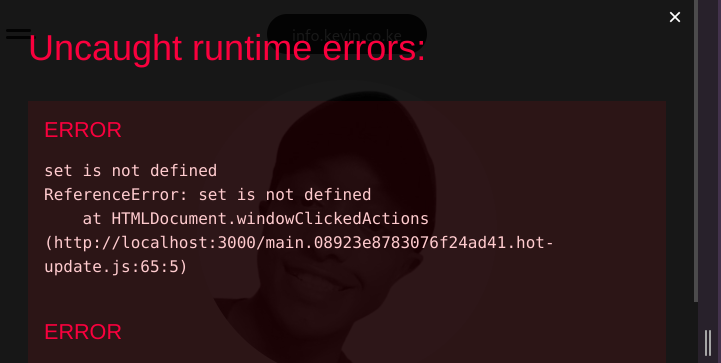 info.kevin.co.ke
Uncaught runtime errors:
ERROR
set is not defined
ReferenceError: set is not defined
at HTMLDocument.windowClickedActions
(http://localhost:3000/main.08923e8783076f24ad41.hot-
update.js:65:5)
ERROR